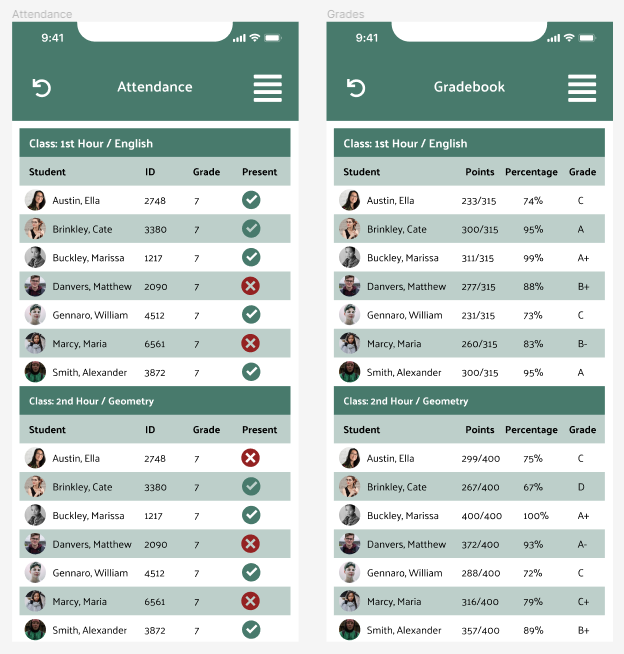 Attendance
9:41
Attendance
Class: 1st Hour / English
Student ID Grade Present
Austin, Ella 2748 7
Brinkley, Cate 3380 7
Buckley, Marissa 1217 7
Danvers, Matthew 2090 7
Gennaro, William 4512 7
Marcy, Maria 6561 7
Smith, Alexander 3872 7
Class: 2nd Hour / Geometry
Student ID Grade Present
Austin, Ella 2748 7
Brinkley, Cate 3380 7
Buckley, Marissa 1217 7
Danvers, Matthew 2090 7
Gennaro, William 4512 7
Marcy, Maria 6561 7
Smith, Alexander 3872 7
Grades
9:41
Gradebook
Class: 1st Hour / English
Student Points Percentage Grade
Austin, Ella 233/315 74% C
Brinkley, Cate 300/315 95% A
Buckley, Marissa 311/315 99% A+
Danvers, Matthew 277/315 88% B+
Gennaro, William 231/315 73% C
Marcy, Maria 260/315 83% B-
Smith, Alexander 300/315 95% A
Class: 2nd Hour / Geometry
Student Points Percentage Grade
Austin, Ella 299/400 75% C
Brinkley, Cate 267/400 67% D
Buckley, Marissa 400/400 100% A+
Danvers, Matthew 372/400 93% A-
Gennaro, William 288/400 72% C
Marcy, Maria 316/400 79% C+
Smith, Alexander 357/400 89% B+